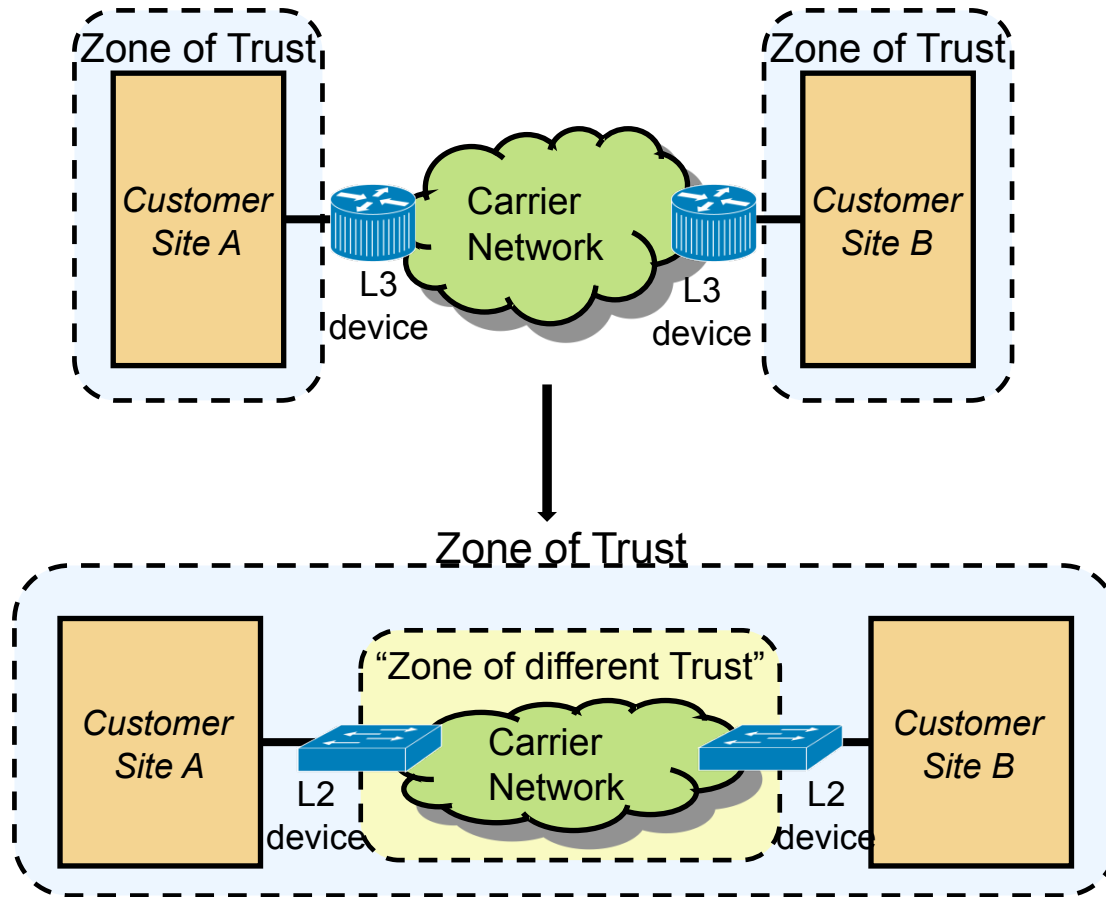 Zone of Trust
Zone of Trust
Customer
Site A
Carrier
Network
Customer
Site B
L3
device
L3
device
Zone of Trust
“Zone of different Trust”
Customer
Site A
Carrier
Network
Customer
Site B
L2
device
L2
device